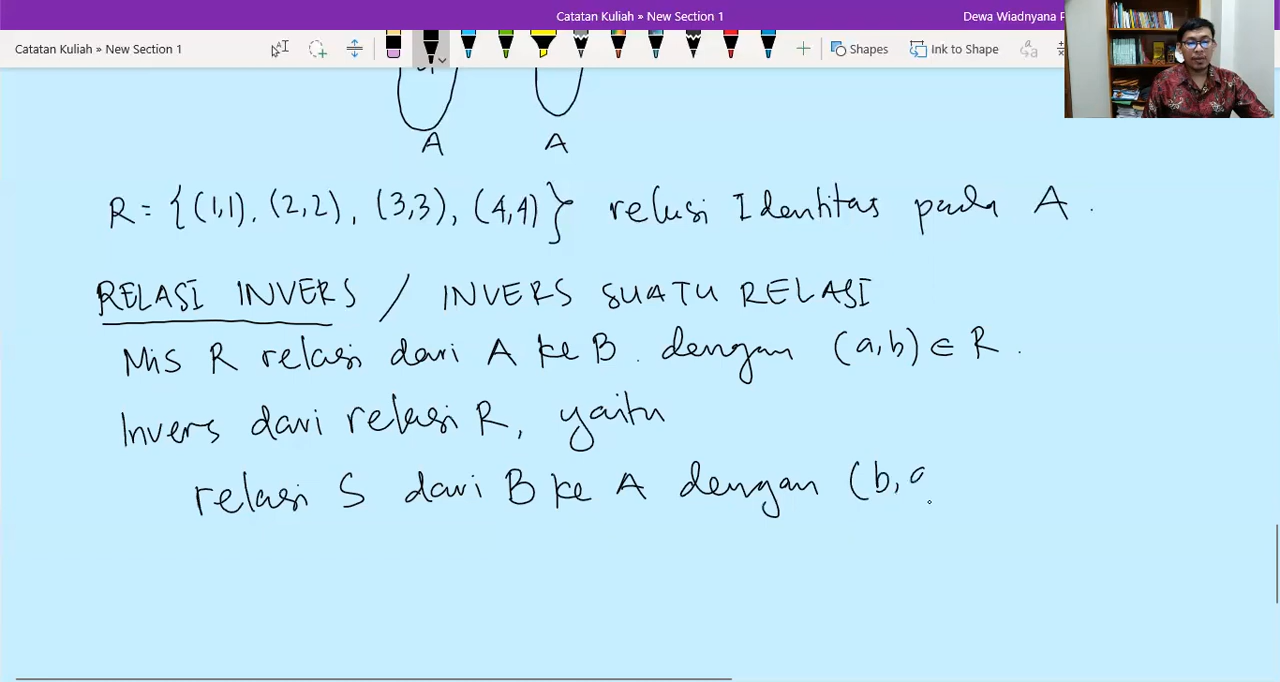 Catatan Kuliah » New Section 1
Dewa Wiadnyana
Catatan Kuliah » New Section 1
Shapes
Ink to Shape
A A
R = {(1,1), (2,2), (3,3), (4,4)} relasi Identitas pada A.
RELASI INVERS / INVERS SUATU RELASI
Mis R relasi dari A ke B. dengan (a,b) ∈ R.
Invers dari relasi R, yaitu
relasi S dari B ke A dengan (b,a